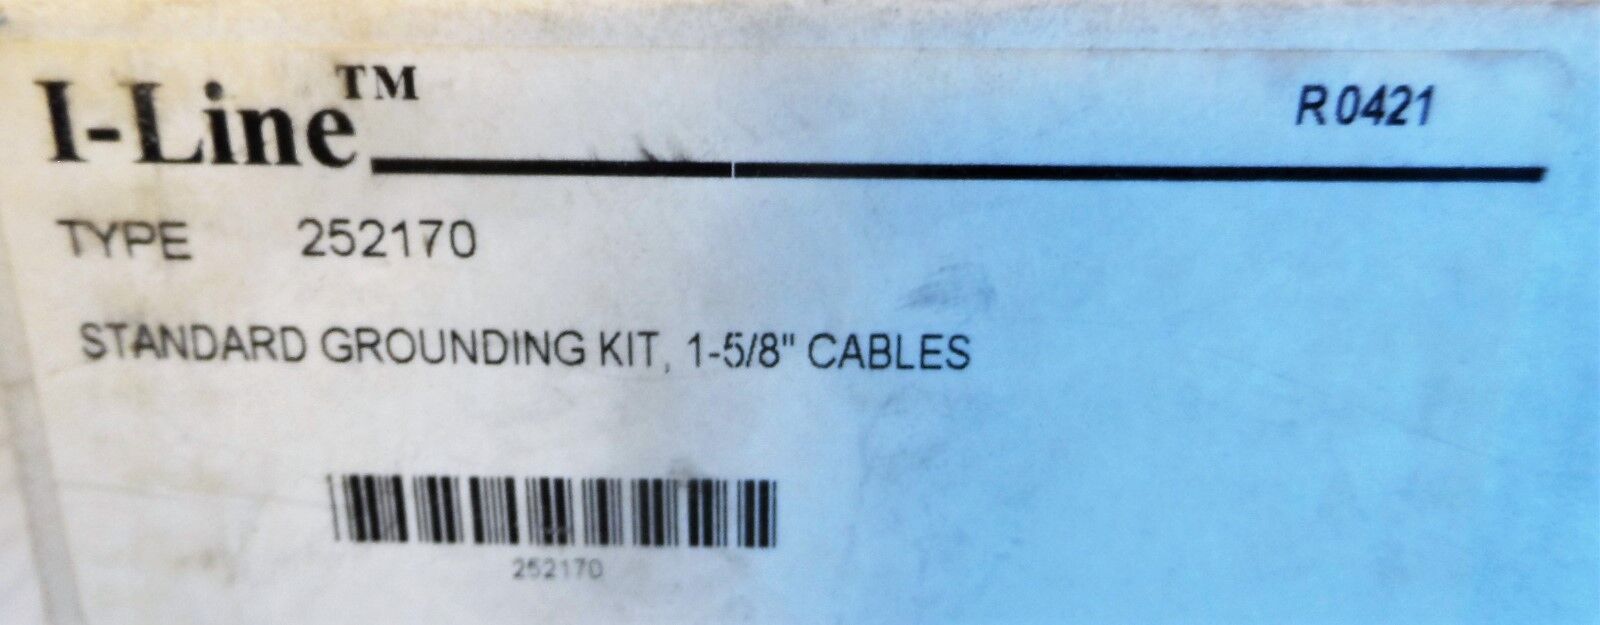 I-Line™
R0421
TYPE 252170
STANDARD GROUNDING KIT, 1-5/8" CABLES
252170